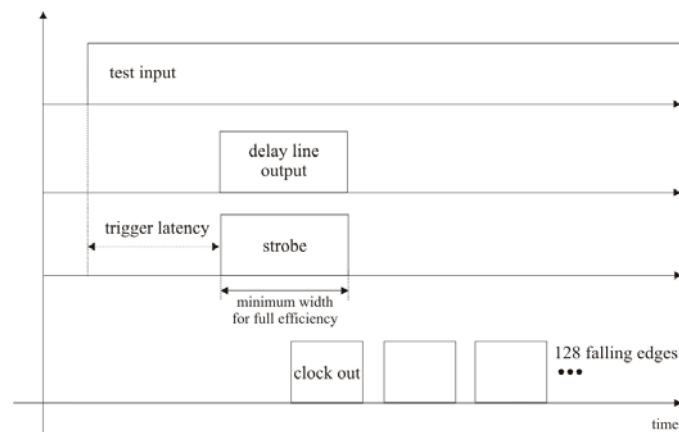 test input
delay line
output
trigger latency
strobe
minimum width
for full efficiency
128 falling edges
clock out
•••
time